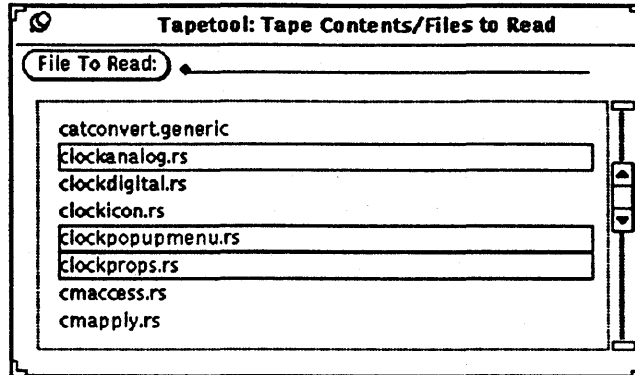 Tapetool: Tape Contents/Files to Read
File To Read:
catconvert.generic
clockanalog.rs
clockdigital.rs
clockicon.rs
clockpopupmenu.rs
clockprops.rs
cmaccess.rs
cmapply.rs